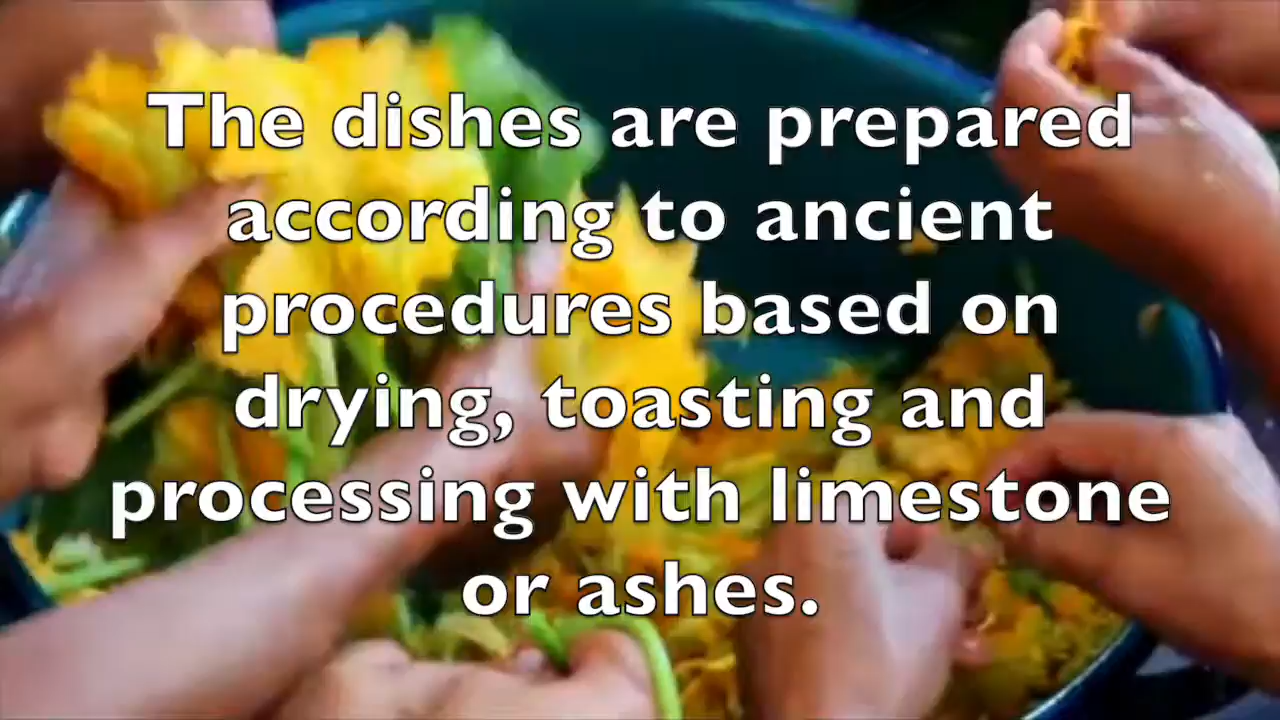 The dishes are prepared
according to ancient
procedures based on
drying, toasting and
processing with limestone
or ashes.